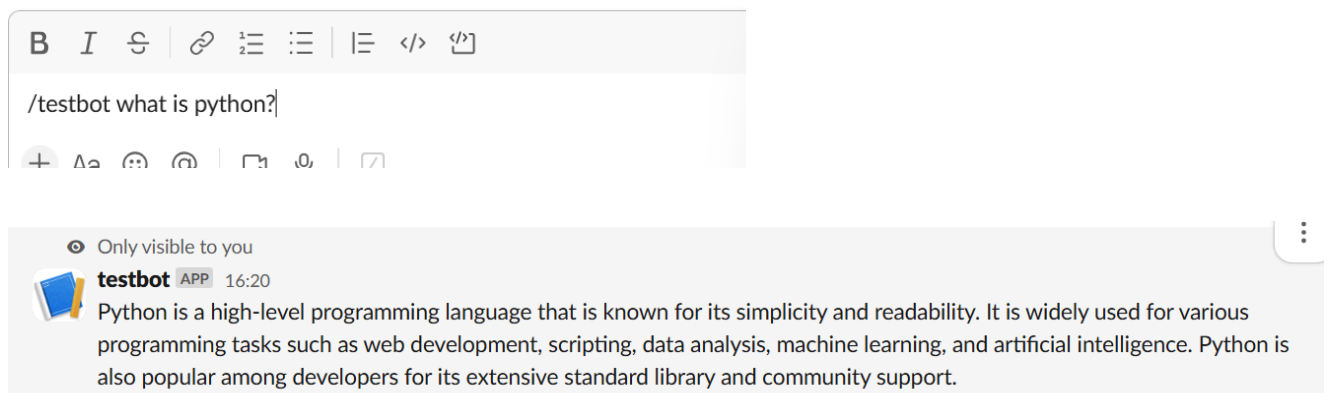 B I S
/testbot what is python?
+ Aa @
Only visible to you
testbot APP 16:20
Python is a high-level programming language that is known for its simplicity and readability. It is widely used for various
programming tasks such as web development, scripting, data analysis, machine learning, and artificial intelligence. Python is
also popular among developers for its extensive standard library and community support.